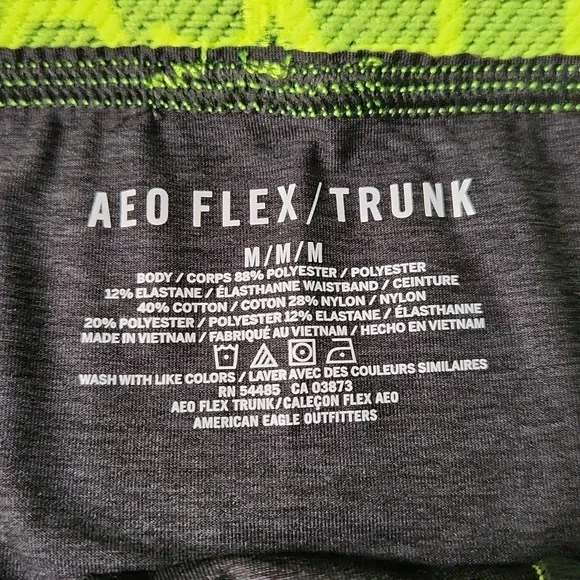 AEO FLEX/TRUNK
M/M/M
BODY / CORPS 88% POLYESTER / POLYESTER
12% ELASTANE / ÉLASTHANNE WAISTBAND / CEINTURE
40% COTTON / COTON 28% NYLON / NYLON
20% POLYESTER / POLYESTER 12% ELASTANE / ÉLASTHANNE
MADE IN VIETNAM / FABRIQUÉ AU VIETNAM / HECHO EN VIETNAM
WASH WITH LIKE COLORS / LAVER AVEC DES COULEURS SIMILAIRES
RN 54485 CA 03873
AEO FLEX TRUNK/CALEÇON FLEX AEO
AMERICAN EAGLE OUTFITTERS